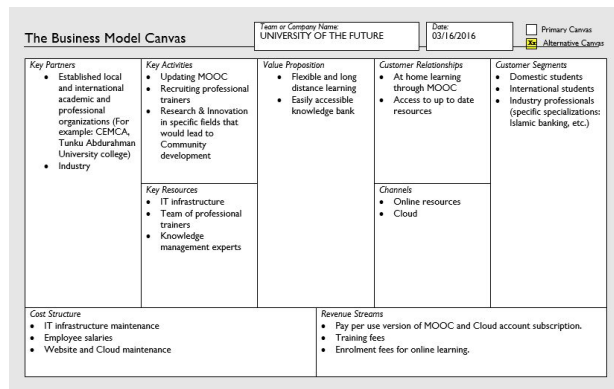 The Business Model Canvas
Team or Company Name:
UNIVERSITY OF THE FUTURE
Date:
03/16/2016
Primary Canvas
Xx Alternative Canvas
Key Partners
• Established local
and international
academic and
professional
organizations (For
example: CEMCA,
Tunku Abdurahman
University college)
• Industry
Key Activities
• Updating MOOC
• Recruiting professional
trainers
• Research & Innovation
in specific fields that
would lead to
Community
development
Key Resources
• IT infrastructure
• Team of professional
trainers
• Knowledge
management experts
Value Proposition
• Flexible and long
distance learning
• Easily accessible
knowledge bank
Customer Relationships
• At home learning
through MOOC
• Access to up to date
resources
Channels
• Online resources
• Cloud
Customer Segments
• Domestic students
• International students
• Industry professionals
(specific specializations:
Islamic banking, etc.)
Cost Structure
• IT infrastructure maintenance
• Employee salaries
• Website and Cloud maintenance
Revenue Streams
• Pay per use version of MOOC and Cloud account subscription.
• Training fees
• Enrolment fees for online learning.